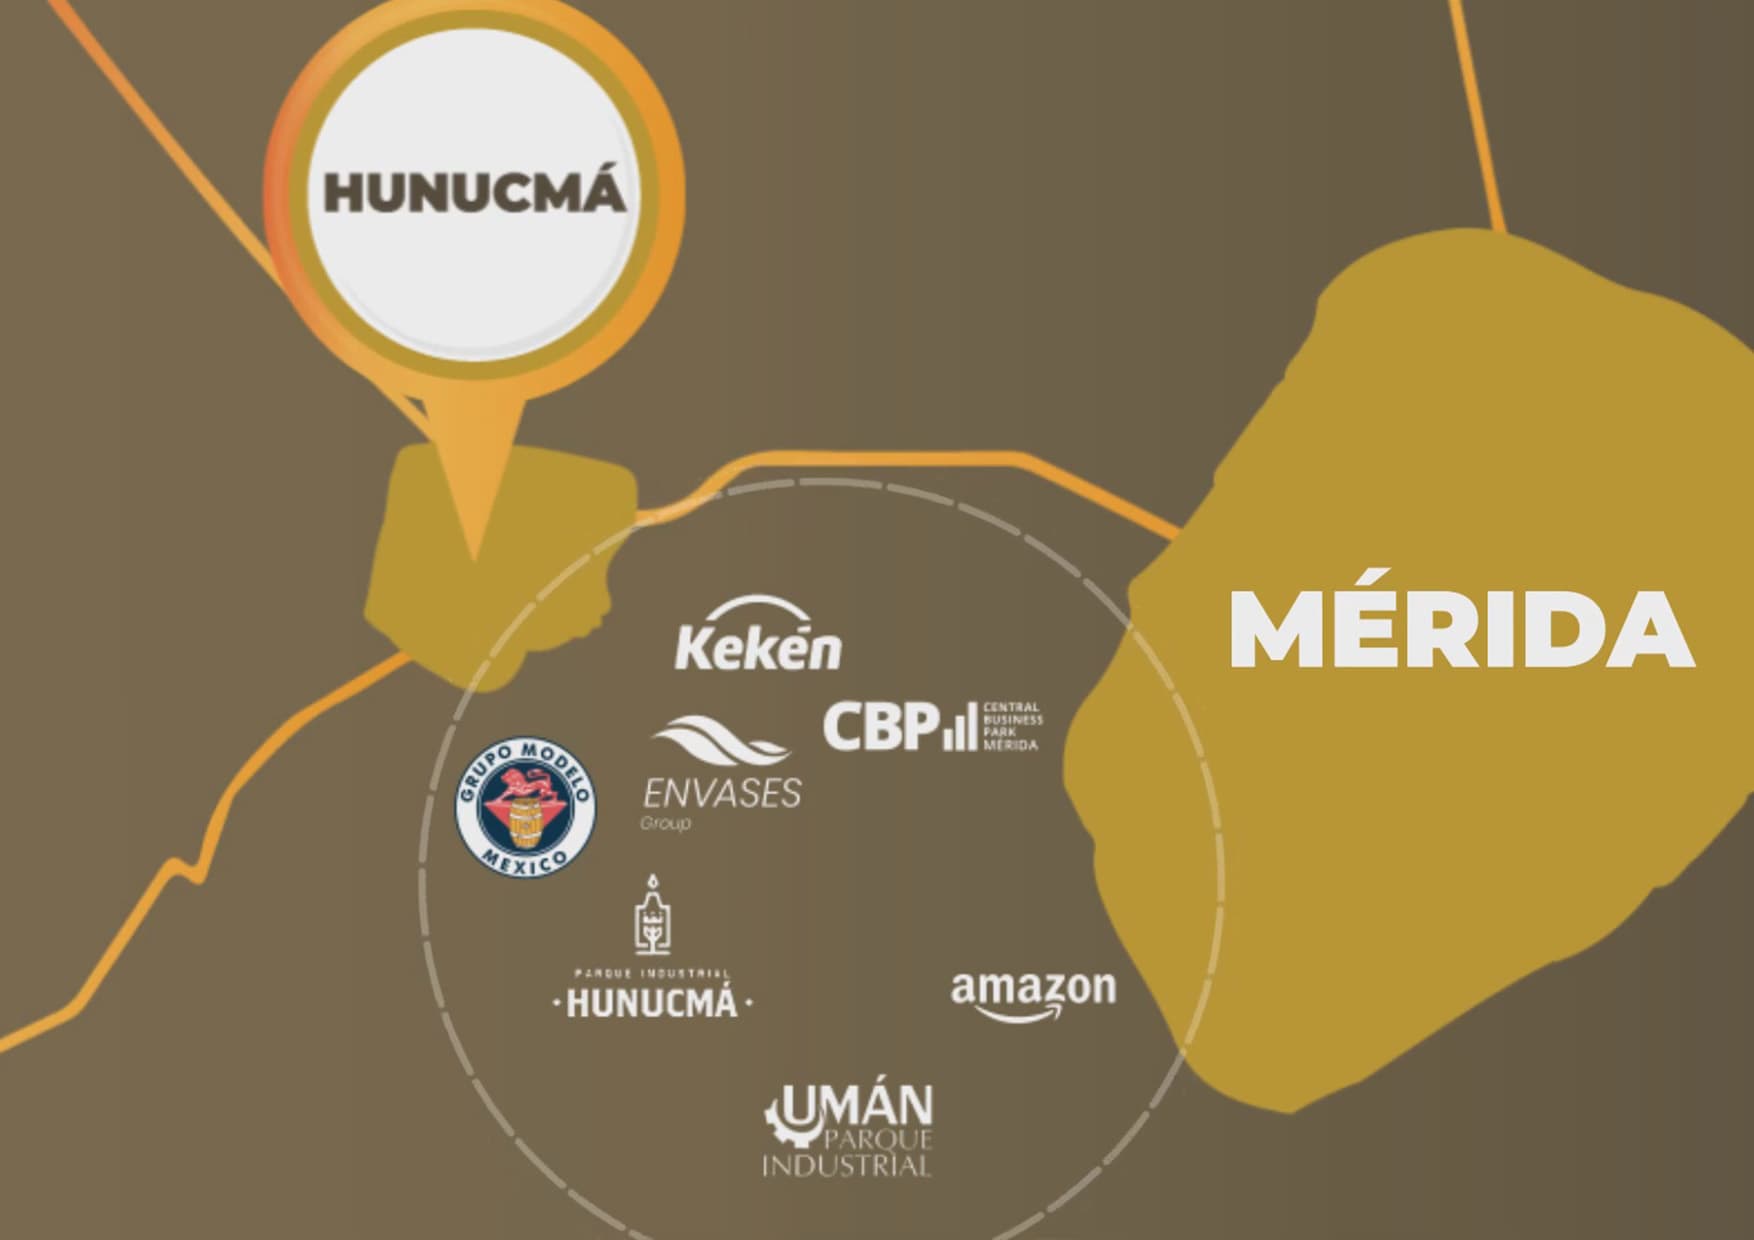 HUNUCMÁ
MÉRIDA
Kekén
CBP
CENTRAL
BUSINESS
PARK
MÉRIDA
ENVASES
Group
GRUPO MODELO
MEXICO
PARQUE INDUSTRIAL
·HUNUCMÁ·
amazon
UMÁN
PARQUE
INDUSTRIAL